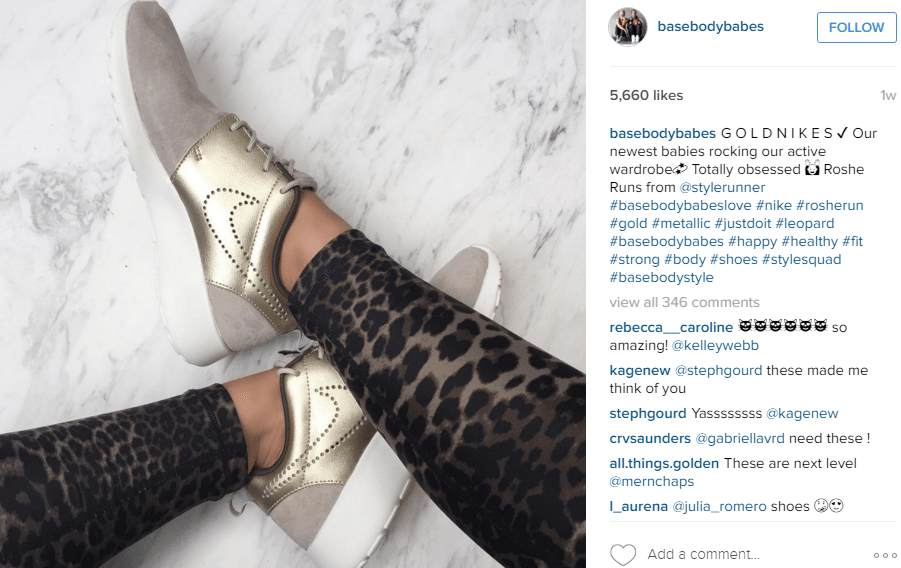 basebodybabes
FOLLOW
5,660 likes
1w
basebodybabes G O L D N I K E S ✓ Our
newest babies rocking our active
wardrobe💫 Totally obsessed 🙌 Roshe
Runs from @stylerunner
#basebodybabeslove #nike #rosherun
#gold #metallic #justdoit #leopard
#basebodybabes #happy #healthy #fit
#strong #body #shoes #stylesquad
#basebodystyle
view all 346 comments
rebecca__caroline 😻😻😻😻😻😻 so
amazing! @kelleywebb
kagenew @stephgourd these made me
think of you
stephgourd Yasssssssss @kagenew
crvsaunders @gabriellavrd need these !
all.things.golden These are next level
@mernchaps
l_aurena @julia_romero shoes
Add a comment...